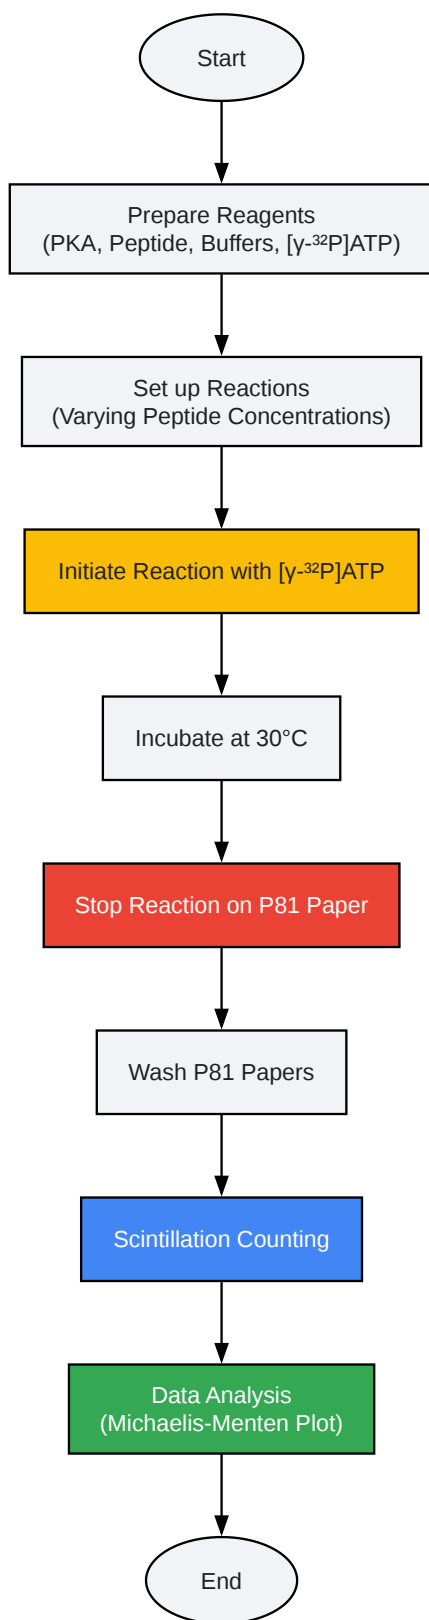 Start
Prepare Reagents
(PKA, Peptide, Buffers, [γ-³²P]ATP)
Set up Reactions
(Varying Peptide Concentrations)
Initiate Reaction with [γ-³²P]ATP
Incubate at 30°C
Stop Reaction on P81 Paper
Wash P81 Papers
Scintillation Counting
Data Analysis
(Michaelis-Menten Plot)
End